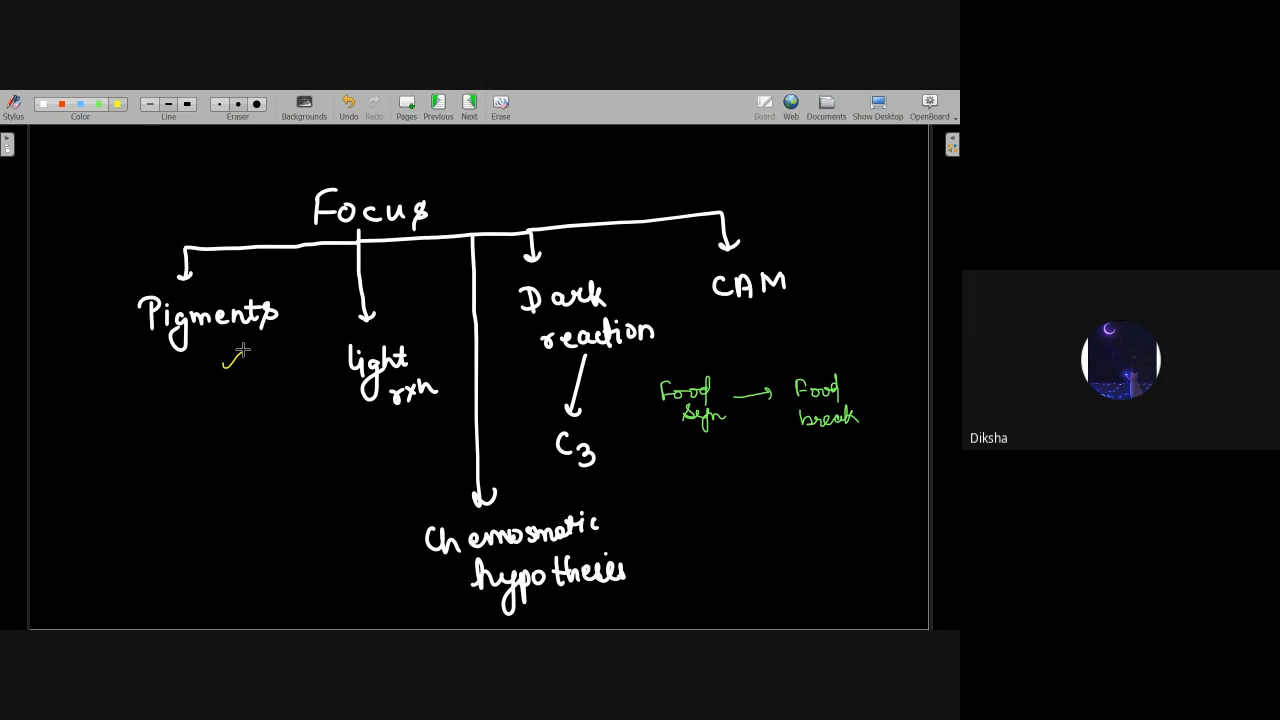 Stylus
Color
Line
Eraser
Backgrounds
Undo
Redo
Pages
Previous
Next
Erase
Board
Web
Documents
Show Desktop
OpenBoard
Focus
Pigments
light
rxn
Dark
reaction
C3
CAM
Food
Syn
→
Food
break
Chemosmotic
hypothesis
Diksha